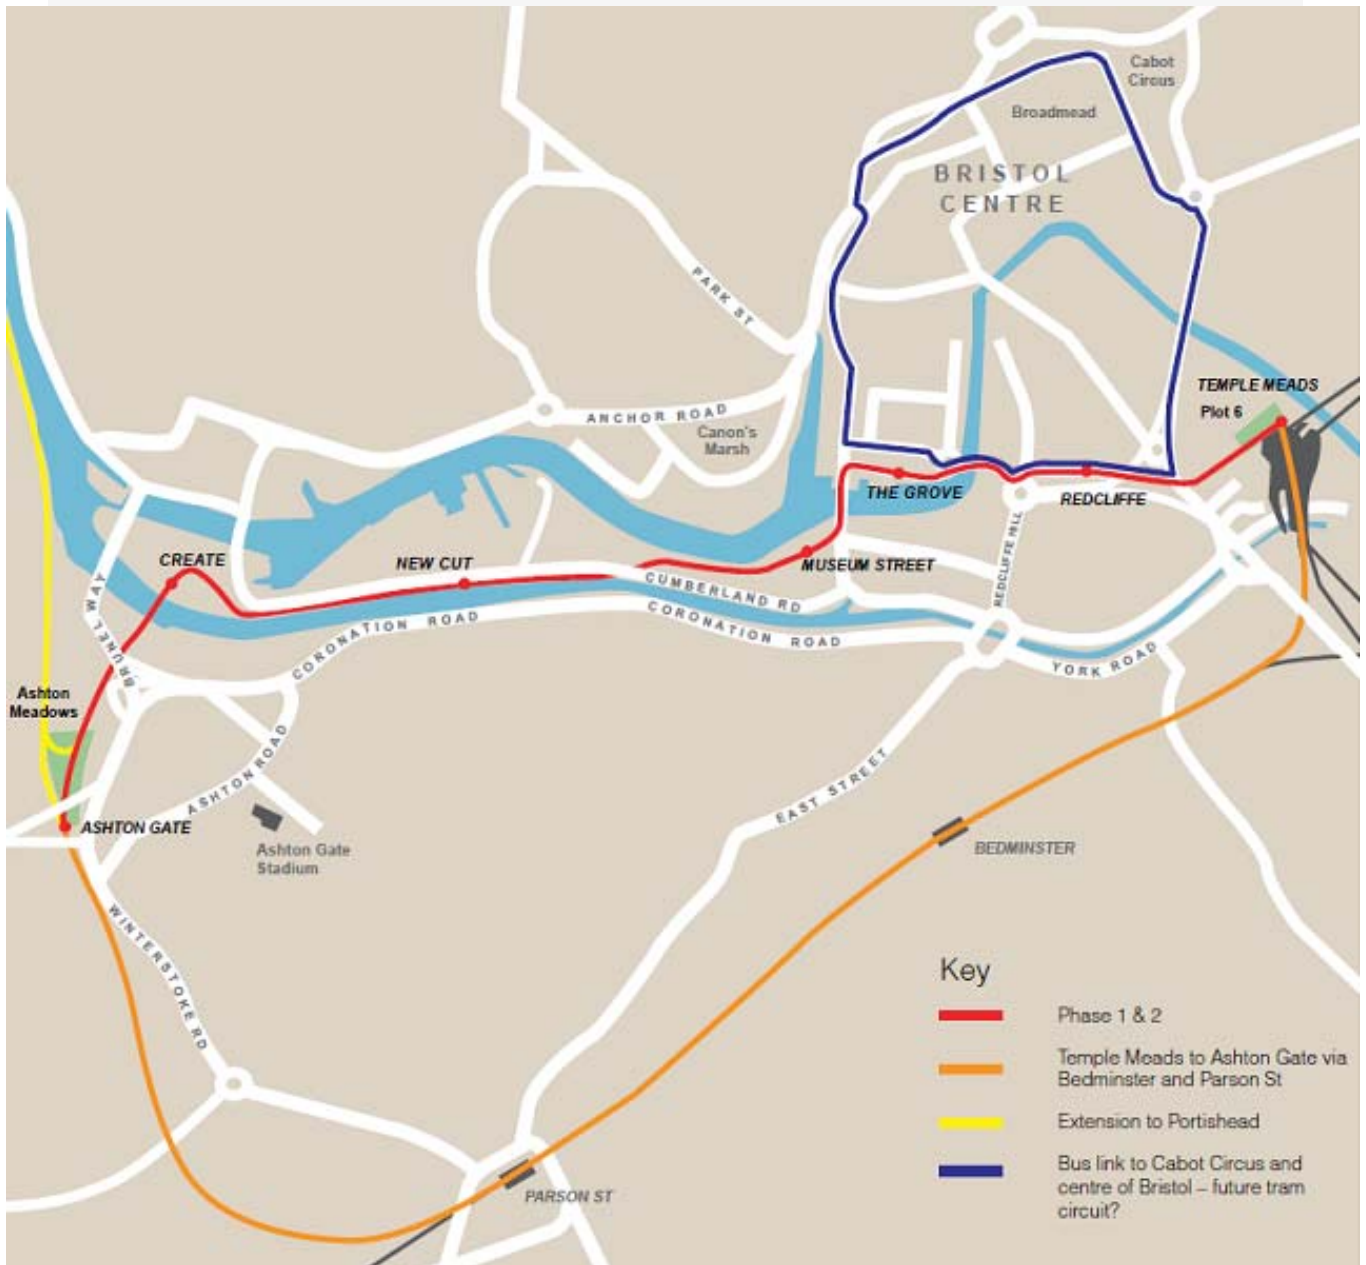 Cabot
Circus
Broadmead
BRISTOL
CENTRE
PARK ST
TEMPLE MEADS
Plot 6
ANCHOR ROAD
Canon's
Marsh
THE GROVE
REDCLIFFE
CREATE
NEW CUT
MUSEUM STREET
REDCLIFFE HILL
CUMBERLAND RD
BRUNEL WAY
CORONATION ROAD
CORONATION ROAD
YORK ROAD
Ashton
Meadows
ASHTON ROAD
EAST STREET
ASHTON GATE
Ashton Gate
Stadium
BEDMINSTER
WINTERSTOKE RD
PARSON ST
Key
Phase 1 & 2
Temple Meads to Ashton Gate via
Bedminster and Parson St
Extension to Portishead
Bus link to Cabot Circus and
centre of Bristol – future tram
circuit?